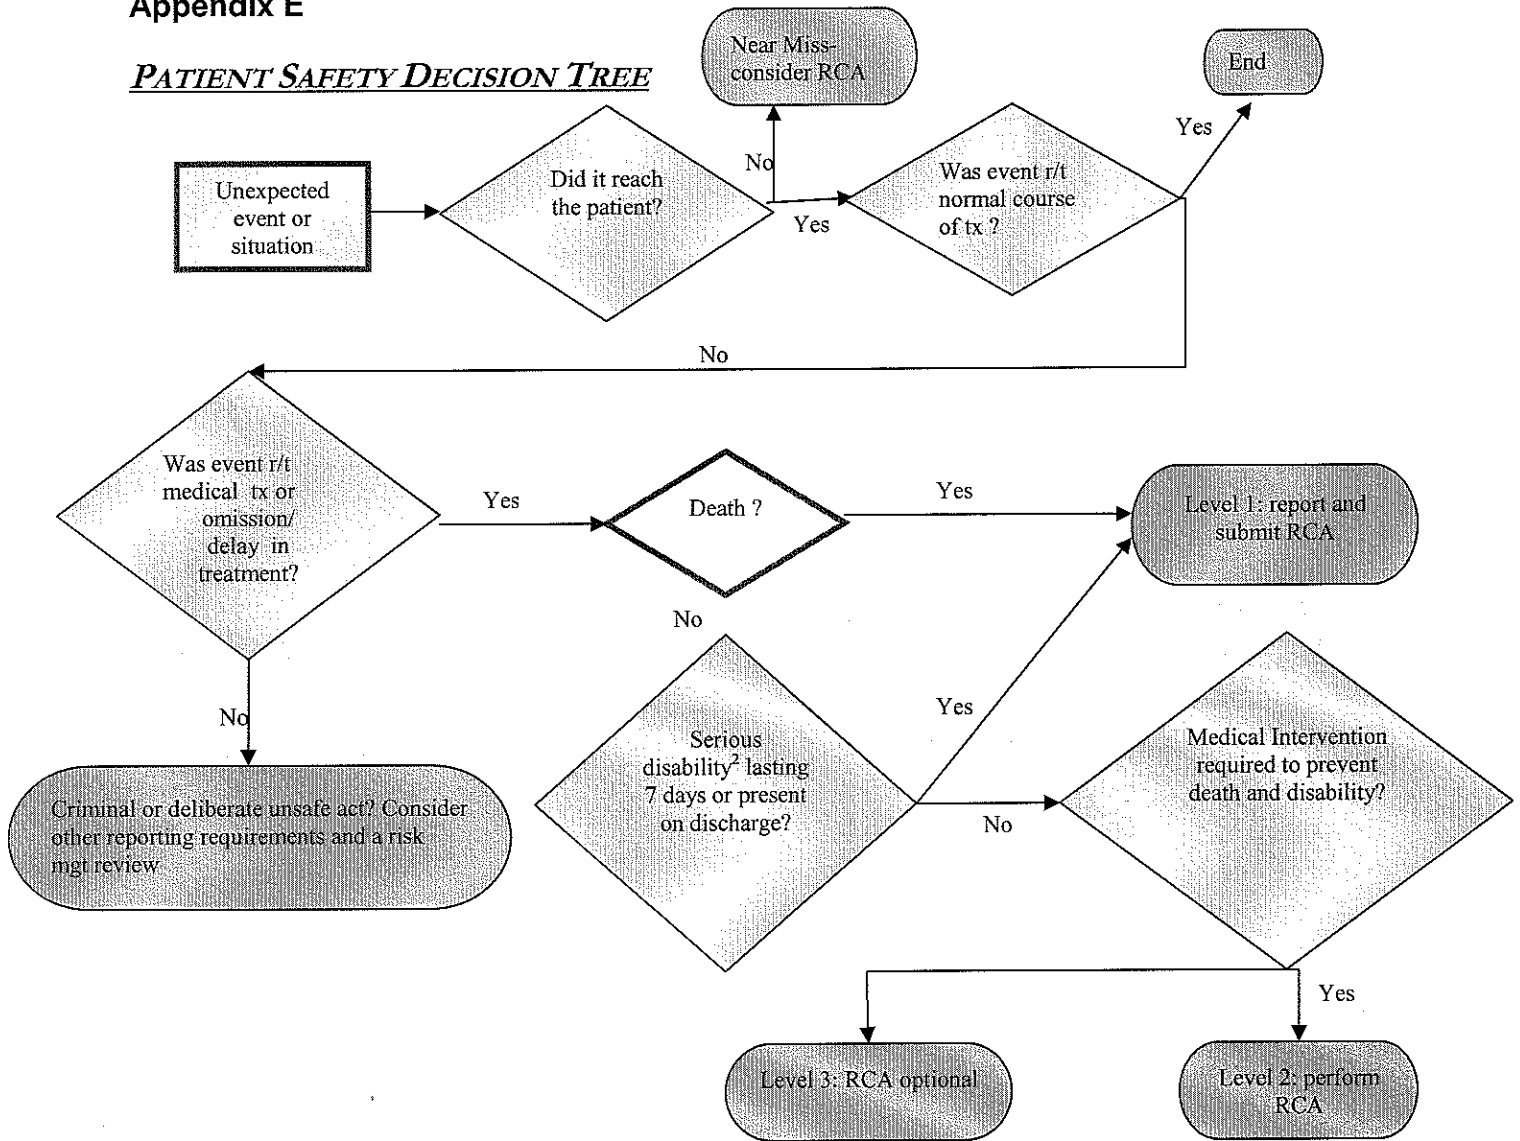 Appendix E
PATIENT SAFETY DECISION TREE
Near Miss-
consider RCA
End
Yes
No
Unexpected
event or
situation
Did it reach
the patient?
Yes
Was event r/t
normal course
of tx ?
No
Was event r/t
medical tx or
omission/
delay in
treatment?
Yes
Death ?
Yes
Level 1: report and
submit RCA
No
No
Yes
Serious
disability² lasting
7 days or present
on discharge?
No
Medical Intervention
required to prevent
death and disability?
Criminal or deliberate unsafe act? Consider
other reporting requirements and a risk
mgt review
Yes
Level 3: RCA optional
Level 2: perform
RCA